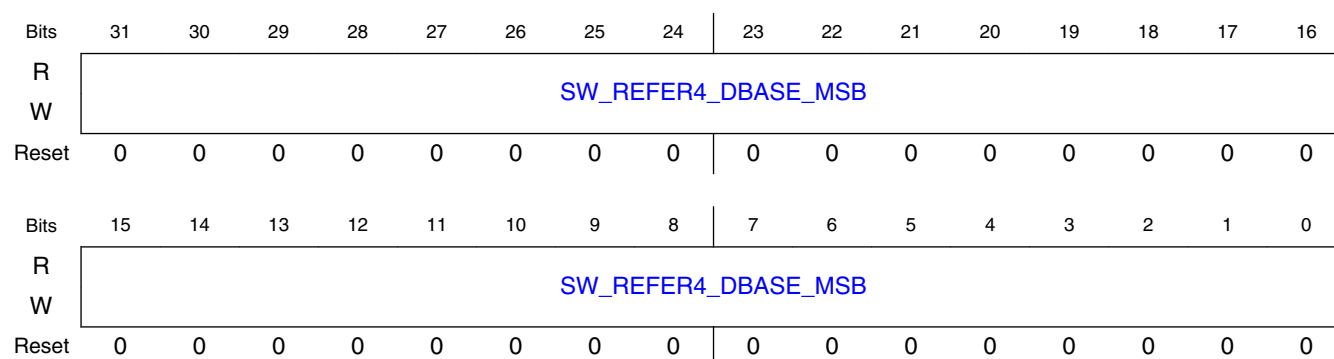 Bits 31 30 29 28 27 26 25 24 23 22 21 20 19 18 17 16
R
SW_REFER4_DBASE_MSB
W
Reset 0 0 0 0 0 0 0 0 0 0 0 0 0 0 0 0
Bits 15 14 13 12 11 10 9 8 7 6 5 4 3 2 1 0
R
SW_REFER4_DBASE_MSB
W
Reset 0 0 0 0 0 0 0 0 0 0 0 0 0 0 0 0